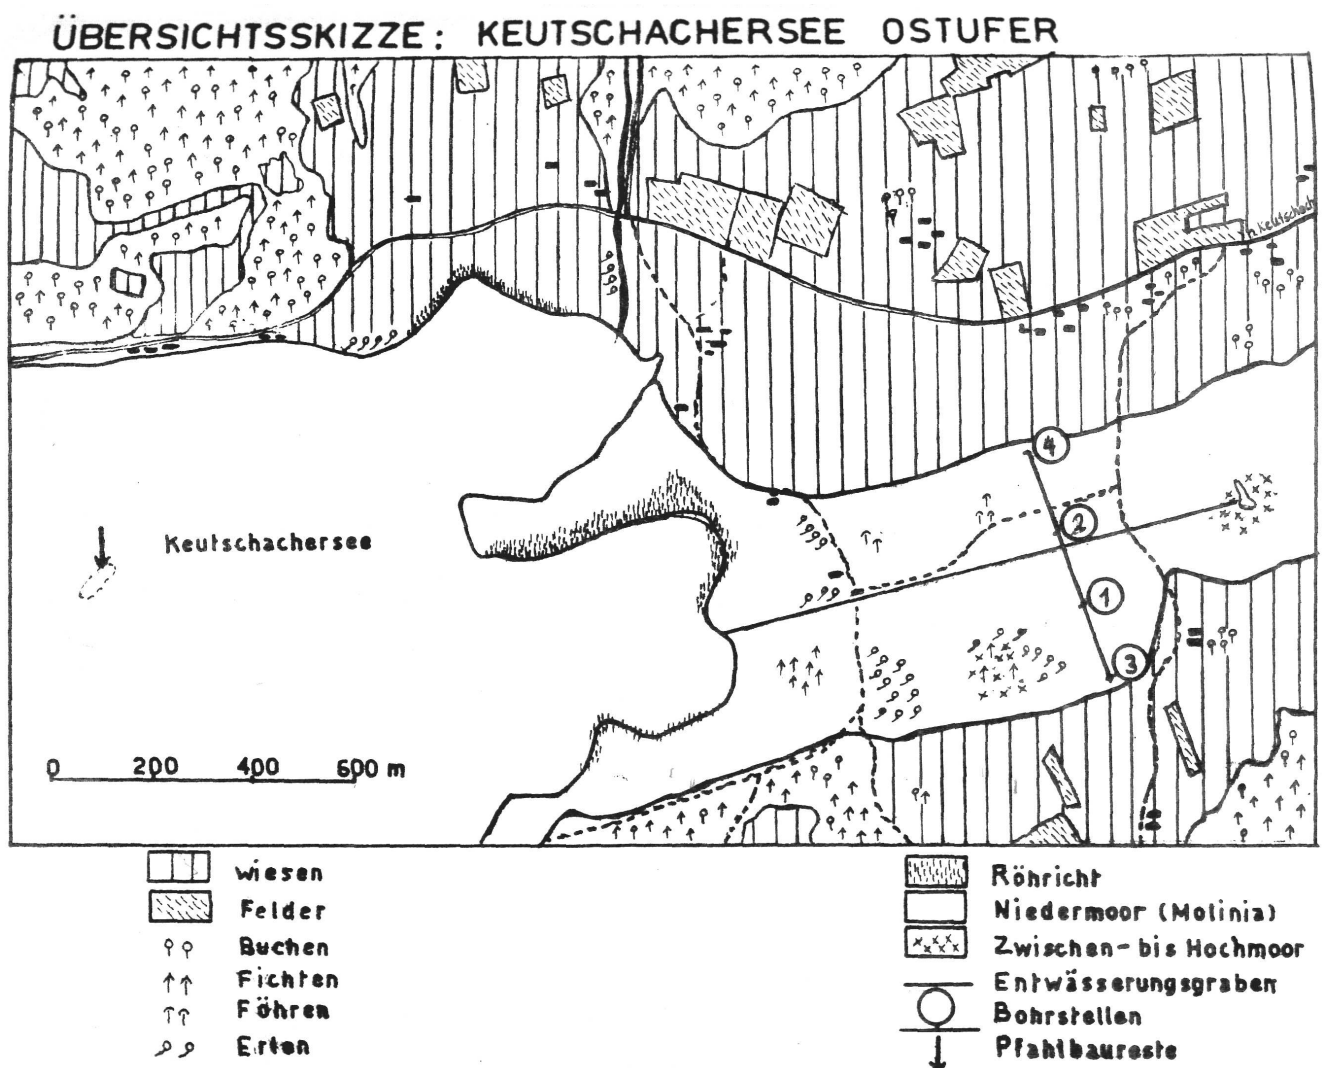 ÜBERSICHTSSKIZZE: KEUTSCHACHERSEE OSTUFER
n. Keutschach
4
2
Keutschachersee
1
3
0 200 400 600 m
Wiesen
Felder
Buchen
Fichten
Föhren
Erlen
Röhricht
Niedermoor (Molinia)
Zwischen- bis Hochmoor
Entwässerungsgraben
Bohrstellen
Pfahlbaureste